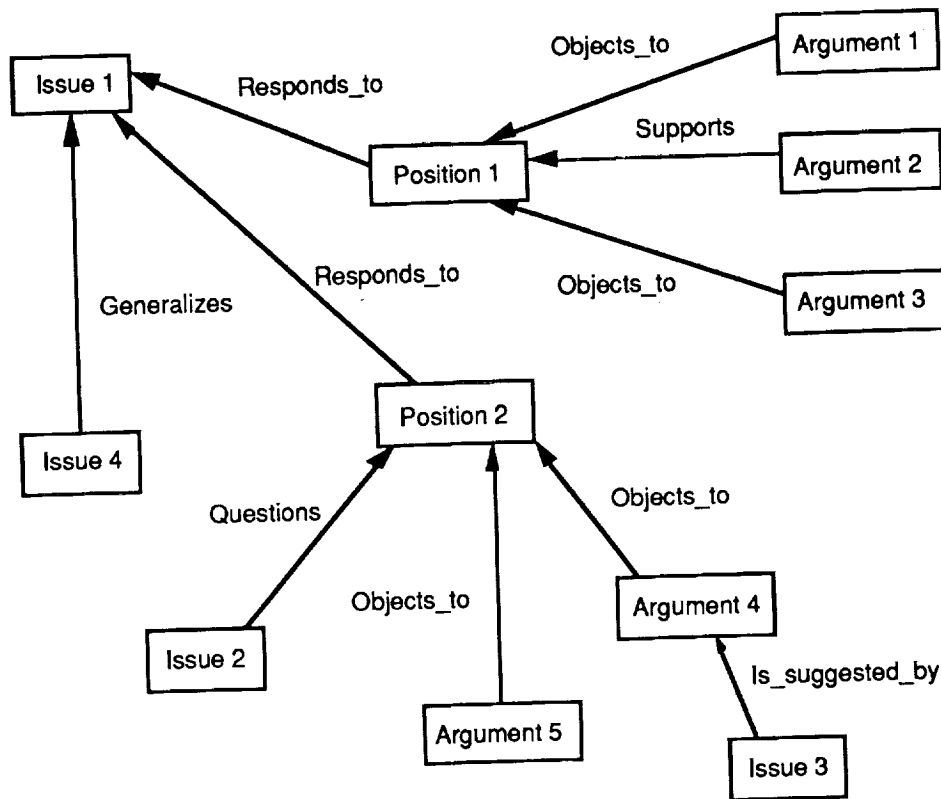 Argument 1
Objects_to
Issue 1
Responds_to
Supports
Position 1
Argument 2
Objects_to
Responds_to
Generalizes
Argument 3
Position 2
Issue 4
Objects_to
Questions
Objects_to
Argument 4
Issue 2
Is_suggested_by
Argument 5
Issue 3